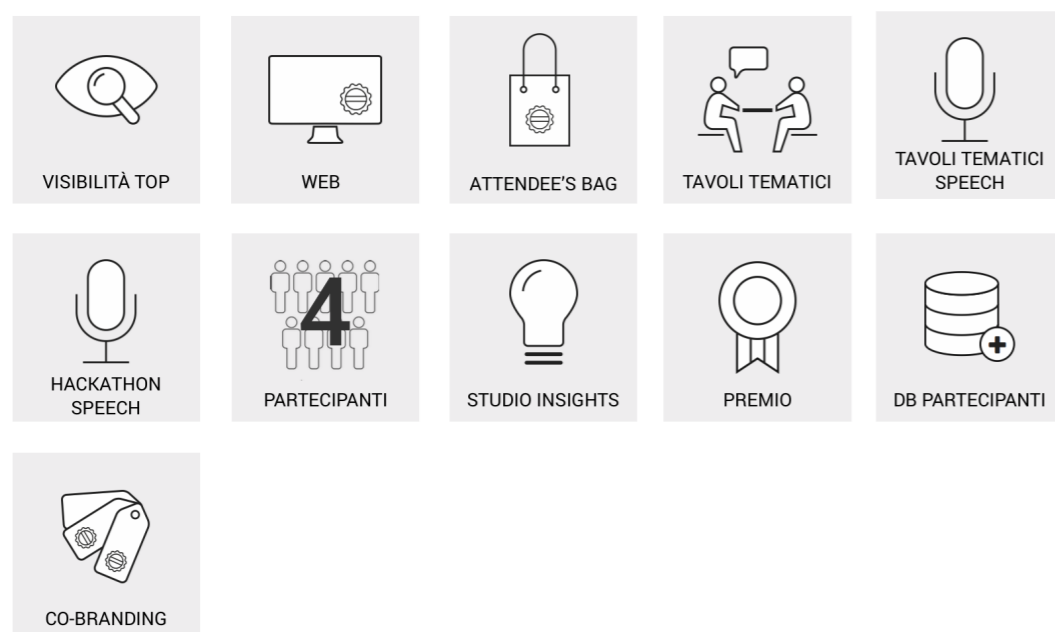 VISIBILITÀ TOP
WEB
ATTENDEE'S BAG
TAVOLI TEMATICI
TAVOLI TEMATICI
SPEECH
HACKATHON
SPEECH
4
PARTECIPANTI
STUDIO INSIGHTS
PREMIO
DB PARTECIPANTI
CO-BRANDING